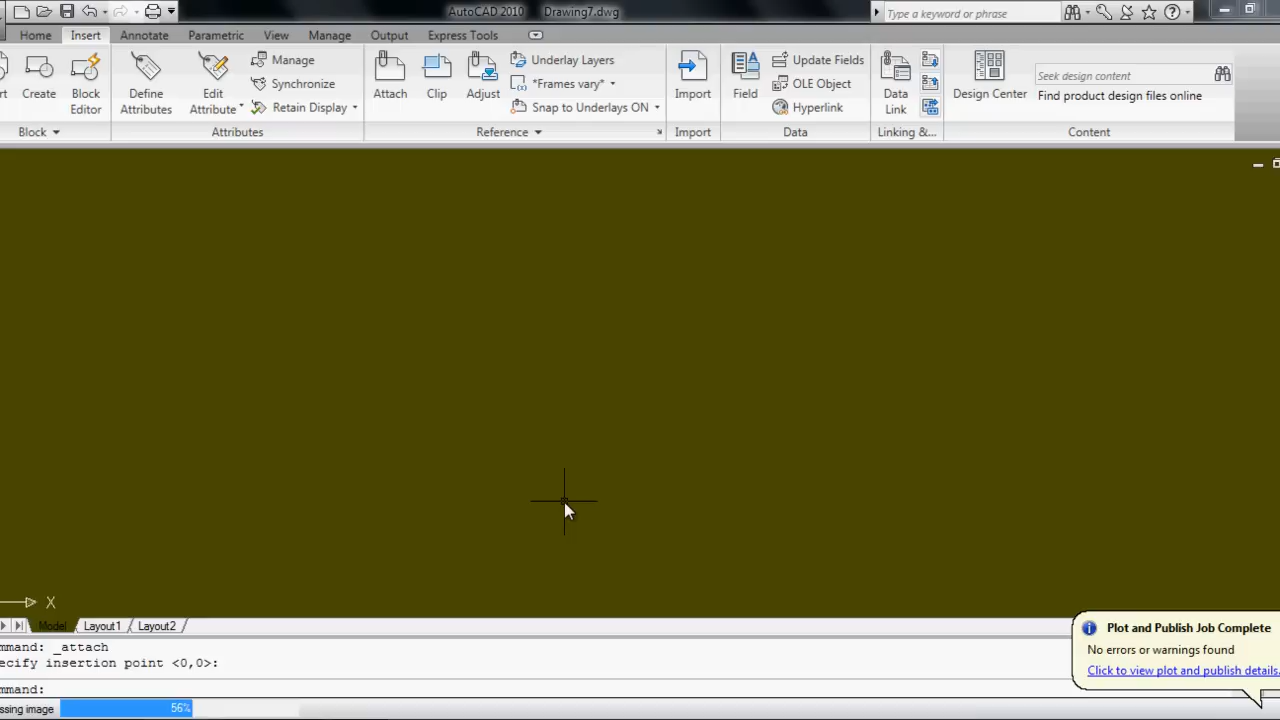 AutoCAD 2010 Drawing7.dwg Type a keyword or phrase
Home Insert Annotate Parametric View Manage Output Express Tools
Create
Block
Editor
Define
Attributes
Edit
Attribute
Manage
Synchronize
Retain Display
Attach
Clip
Adjust
Underlay Layers
*Frames vary*
Snap to Underlays ON
Import
Field
Update Fields
OLE Object
Hyperlink
Data
Link
Design Center
Seek design content
Find product design files online
Block Attributes Reference Import Data Linking &... Content
X
Model Layout1 Layout2
mmand: _attach
ecify insertion point <0,0>:
mmand:
ssing image 56%
Plot and Publish Job Complete
No errors or warnings found
Click to view plot and publish details.